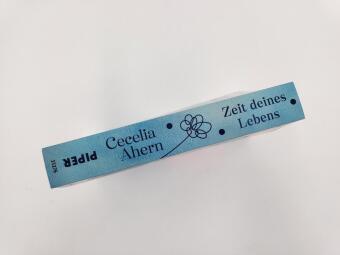 Cecelia
Ahern
Zeit deines
Lebens
PIPER